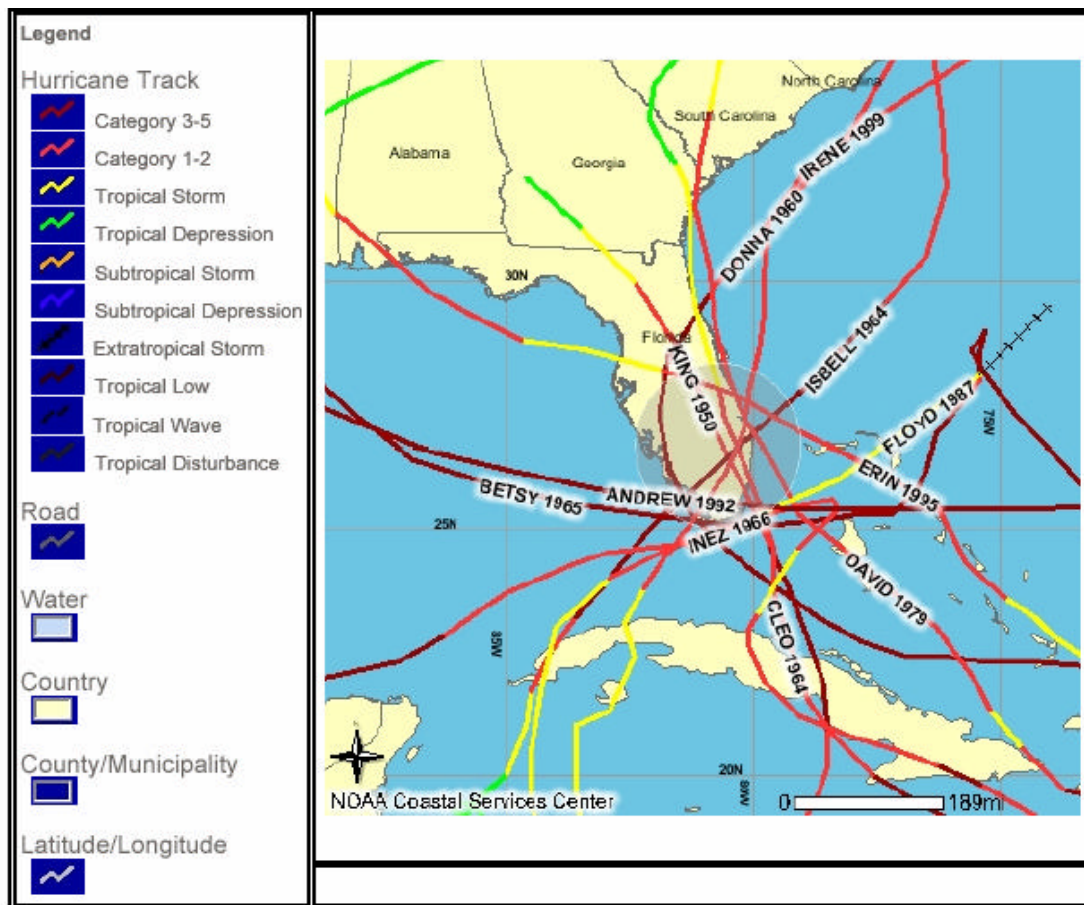 Legend
Hurricane Track
Category 3-5
Category 1-2
Tropical Storm
Tropical Depression
Subtropical Storm
Subtropical Depression
Extratropical Storm
Tropical Low
Tropical Wave
Tropical Disturbance
Road
Water
Country
County/Municipality
Latitude/Longitude
North Carolina
South Carolina
Alabama
Georgia
IRENE 1999
DONNA 1960
30N
Florida
KING 1950
ISBELL 1964
FLOYD 1987
75W
ERIN 1995
BETSY 1965
ANDREW 1992
25N
INEZ 1966
DAVID 1979
CLEO 1964
85W
20N
80W
NOAA Coastal Services Center
0 189mi